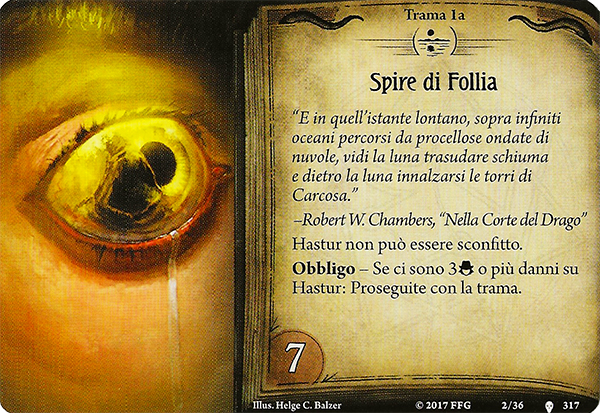 Trama 1a
Spire di Follia
“E in quell’istante lontano, sopra infiniti
oceani percorsi da procellose ondate di
nuvole, vidi la luna trasudare schiuma
e dietro la luna innalzarsi le torri di
Carcosa.”
–Robert W. Chambers, “Nella Corte del Drago”
Hastur non può essere sconfitto.
Obbligo – Se ci sono 3 o più danni su
Hastur: Proseguite con la trama.
7
Illus. Helge C. Balzer © 2017 FFG 2/36 317